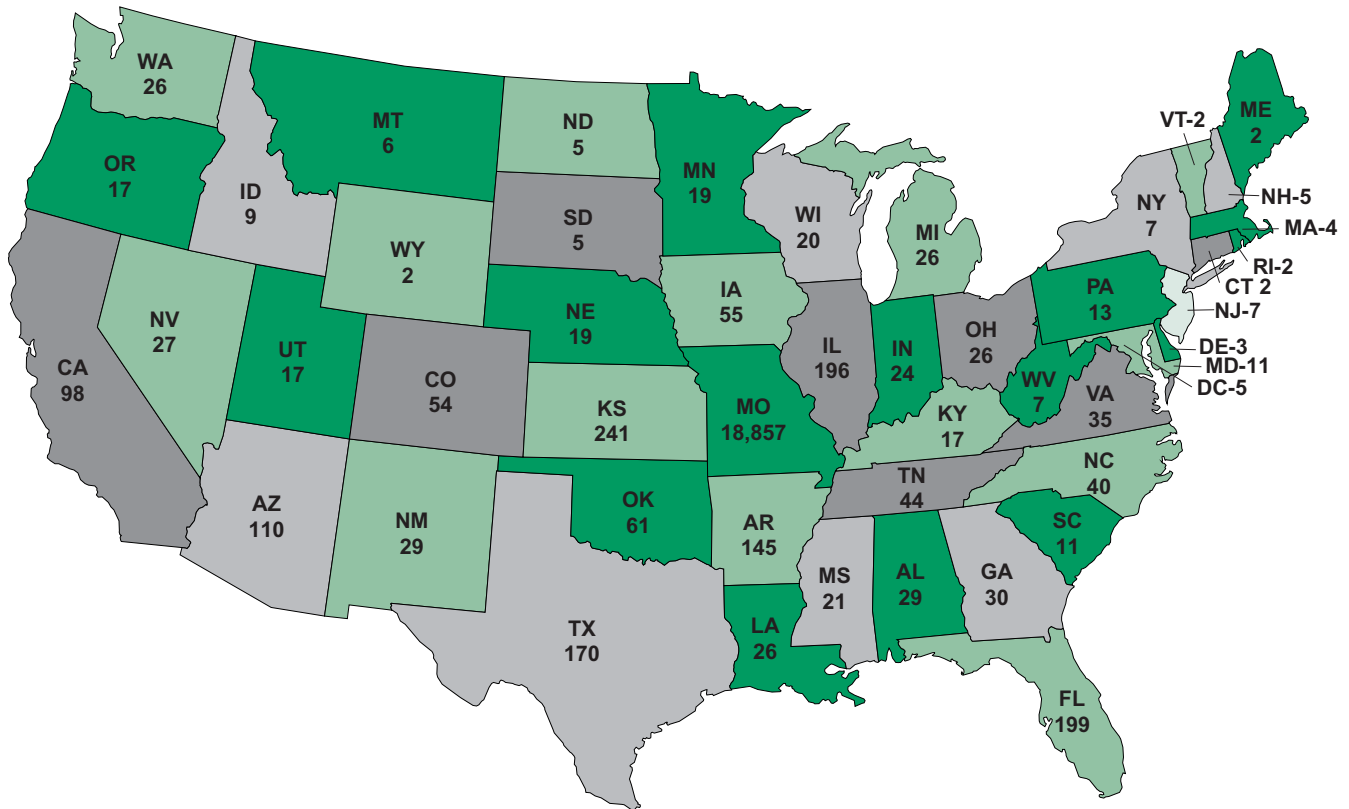 WA
26
OR
17
ID
9
MT
6
ND
5
SD
5
WY
2
MN
19
WI
20
MI
26
NY
7
VT-2
ME
2
NH-5
MA-4
RI-2
CT 2
NJ-7
PA
13
DE-3
MD-11
DC-5
CA
98
NV
27
UT
17
CO
54
NE
19
IA
55
KS
241
MO
18,857
IL
196
IN
24
OH
26
WV
7
VA
35
KY
17
TN
44
NC
40
SC
11
AZ
110
NM
29
OK
61
AR
145
TX
170
LA
26
MS
21
AL
29
GA
30
FL
199